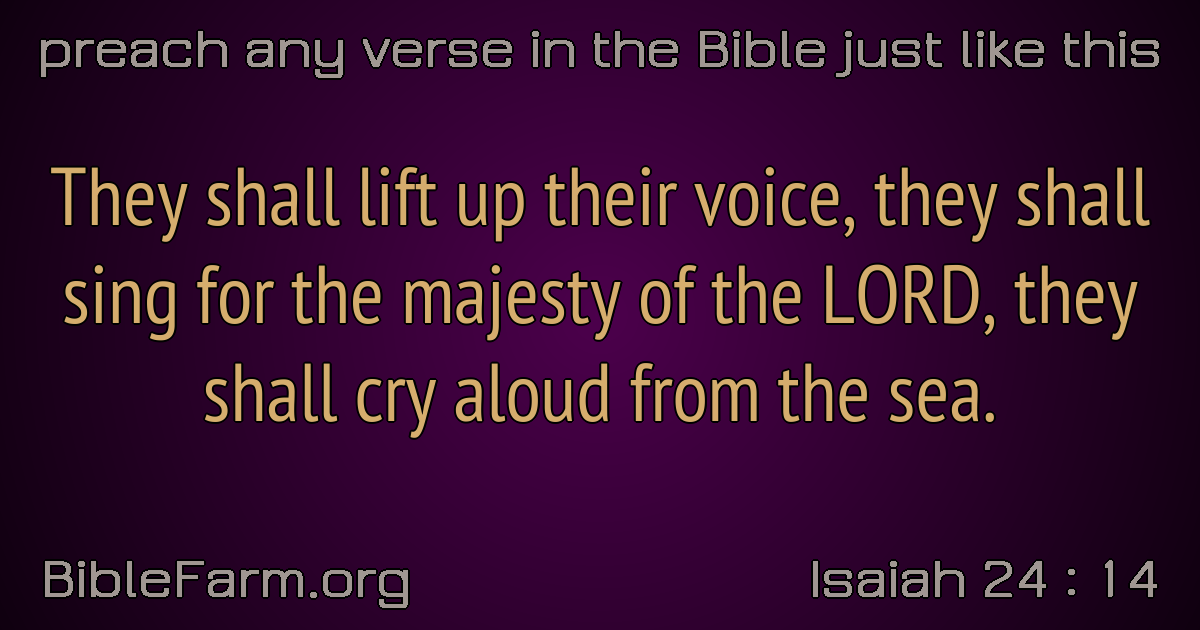 preach any verse in the Bible just like this
They shall lift up their voice, they shall
sing for the majesty of the LORD, they
shall cry aloud from the sea.
BibleFarm.org
Isaiah 24 : 14